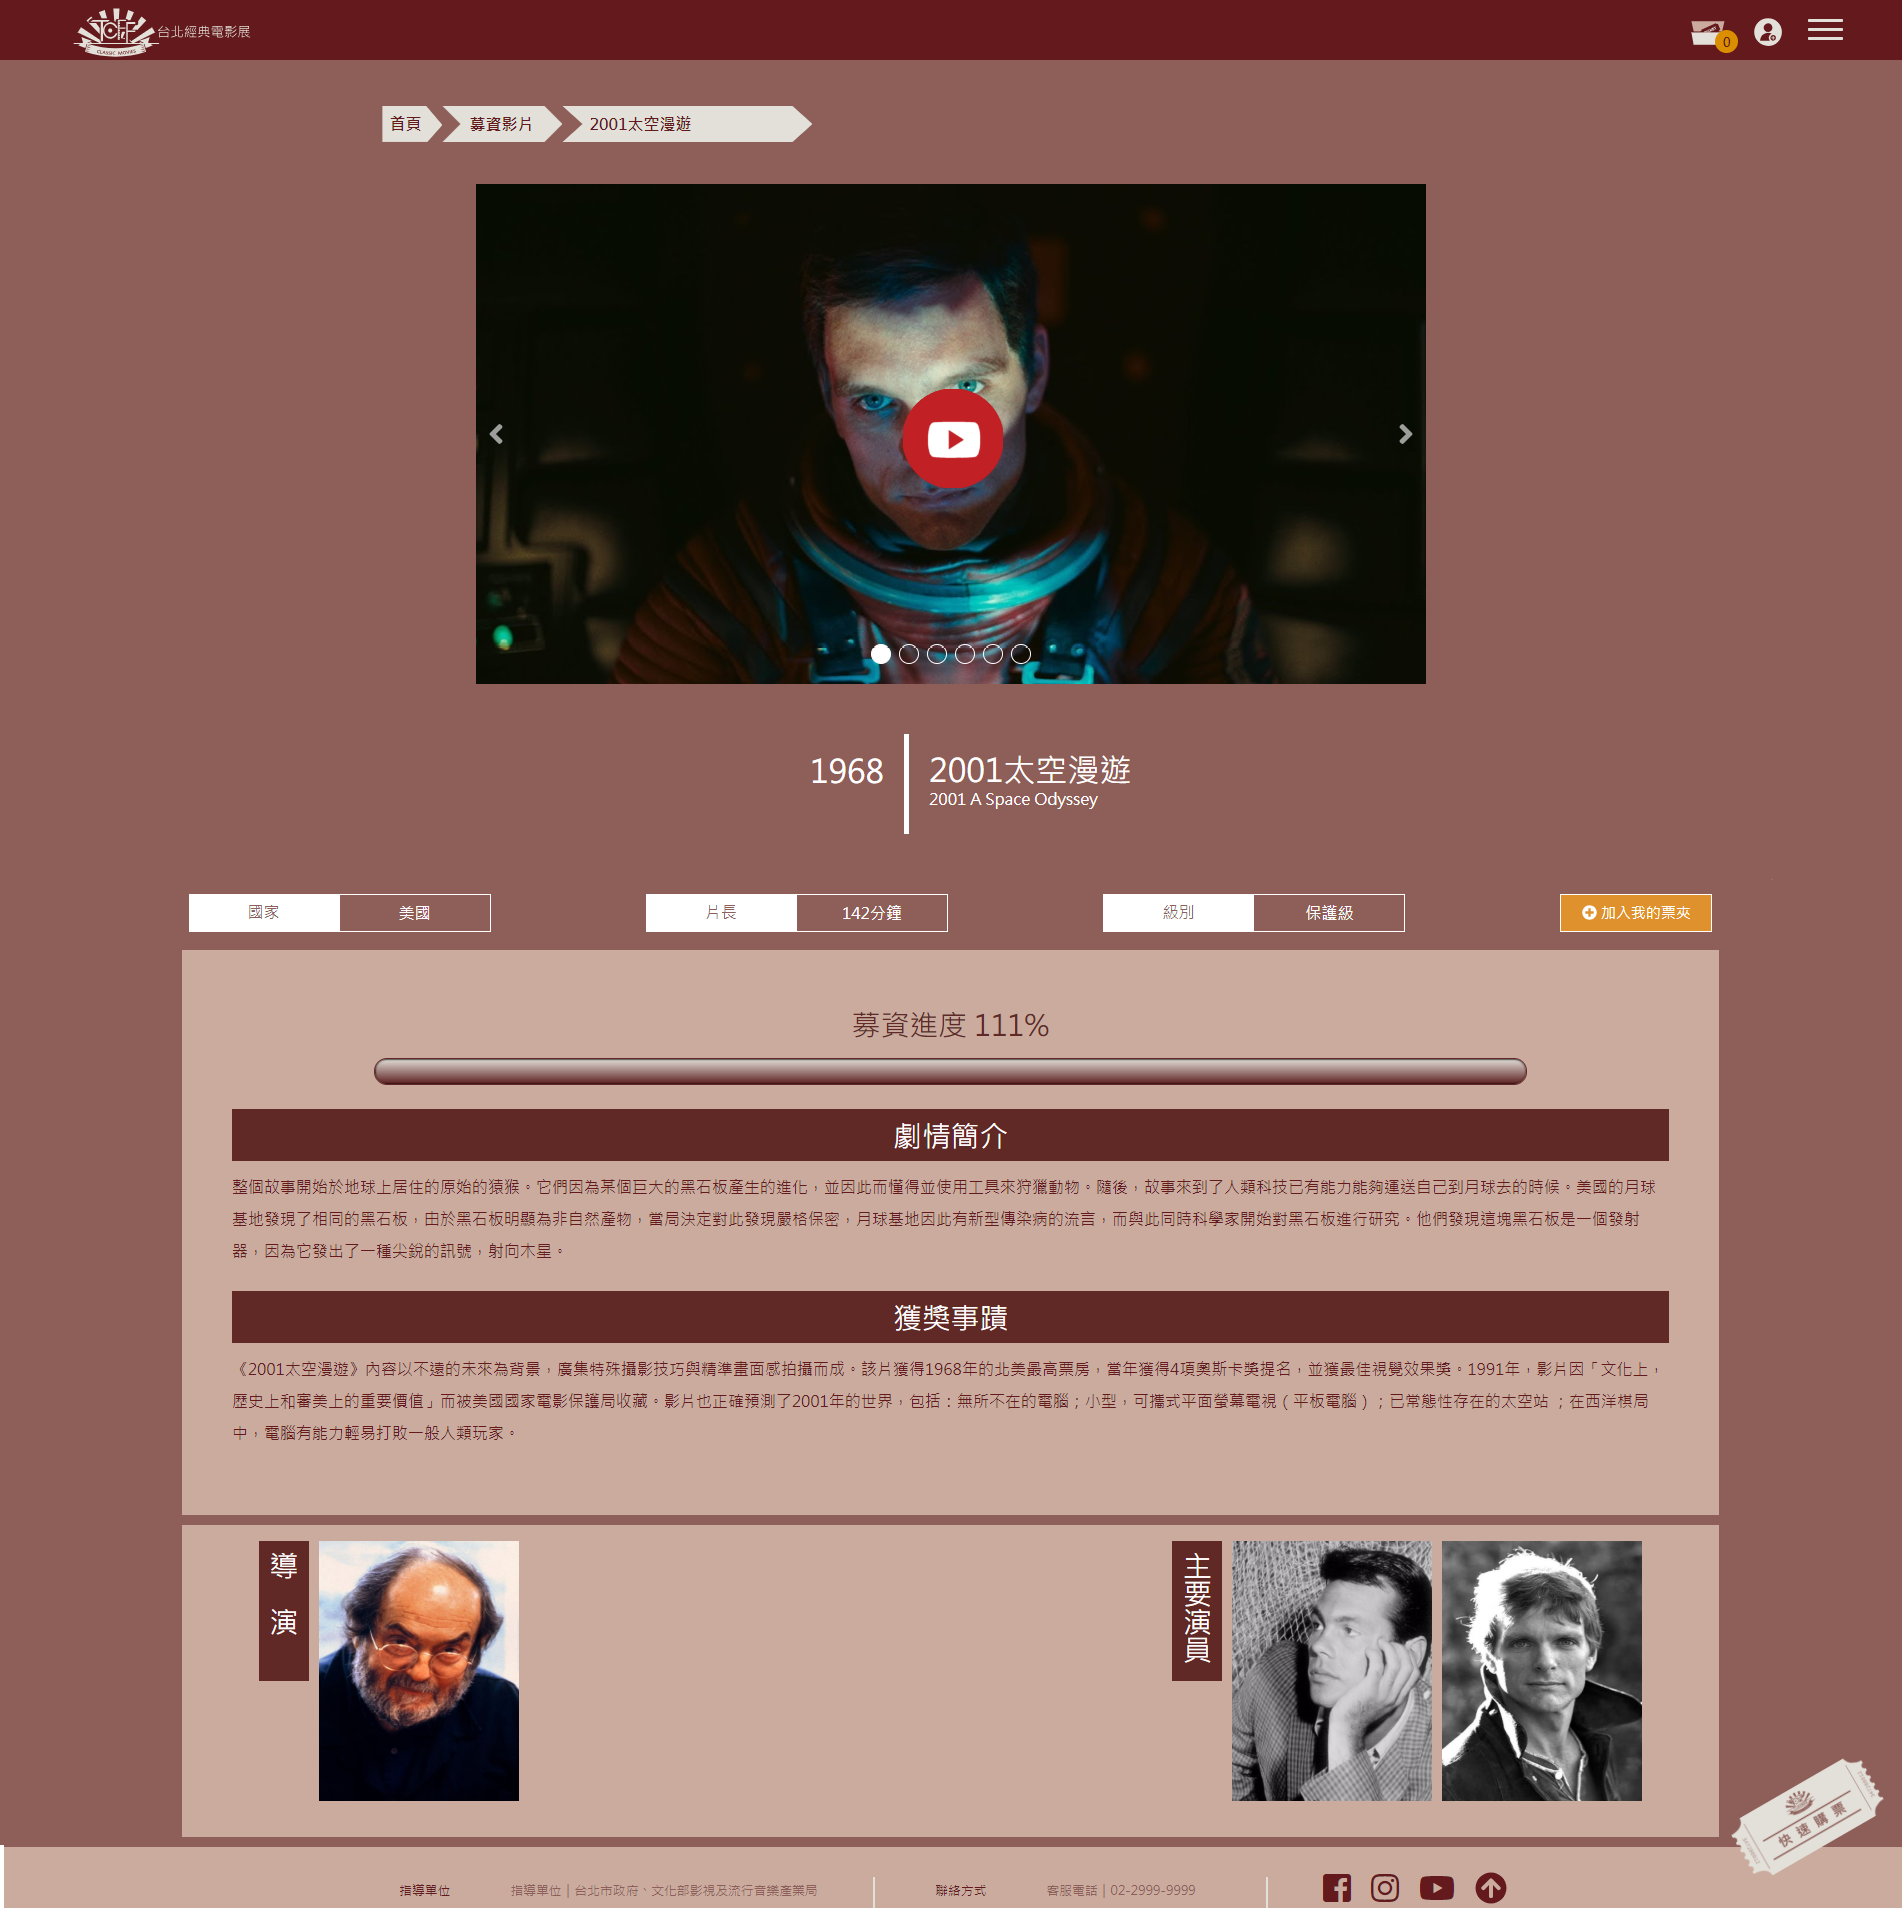 CLASSIC MOVIES
台北經典電影展
0
首頁
募資影片
2001太空漫遊
1968
2001太空漫遊
2001 A Space Odyssey
國家
美國
片長
142分鐘
級別
保護級
加入我的票夾
募資進度 111%
劇情簡介
整個故事開始於地球上居住的原始的猿猴。它們因為某個巨大的黑石板產生的進化，並因此而懂得並使用工具來狩獵動物。隨後，故事來到了人類科技已有能力能夠運送自己到月球去的時候。美國的月球
基地發現了相同的黑石板，由於黑石板明顯為非自然產物，當局決定對此發現嚴格保密，月球基地因此有新型傳染病的流言，而與此同時科學家開始對黑石板進行研究。他們發現這塊黑石板是一個發射
器，因為它發出了一種尖銳的訊號，射向木星。
獲獎事蹟
《2001太空漫遊》內容以不遠的未來為背景，廣集特殊攝影技巧與精準畫面感拍攝而成。該片獲得1968年的北美最高票房，當年獲得4項奧斯卡獎提名，並獲最佳視覺效果獎。1991年，影片因「文化上，
歷史上和審美上的重要價值」而被美國國家電影保護局收藏。影片也正確預測了2001年的世界，包括：無所不在的電腦；小型，可攜式平面螢幕電視（平板電腦）；已常態性存在的太空站 ；在西洋棋局
中，電腦有能力輕易打敗一般人類玩家。
導 演
主要演員
快速購票
指導單位
指導單位｜台北市政府、文化部影視及流行音樂產業局
聯絡方式
客服電話｜02-2999-9999